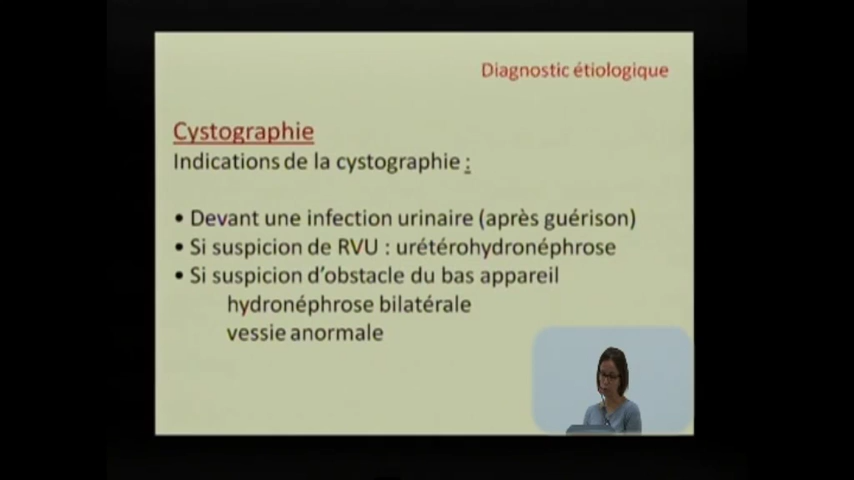 Diagnostic étiologique
Cystographie
Indications de la cystographie :
• Devant une infection urinaire (après guérison)
• Si suspicion de RVU : urétérohydronéphrose
• Si suspicion d'obstacle du bas appareil
hydronéphrose bilatérale
vessie anormale